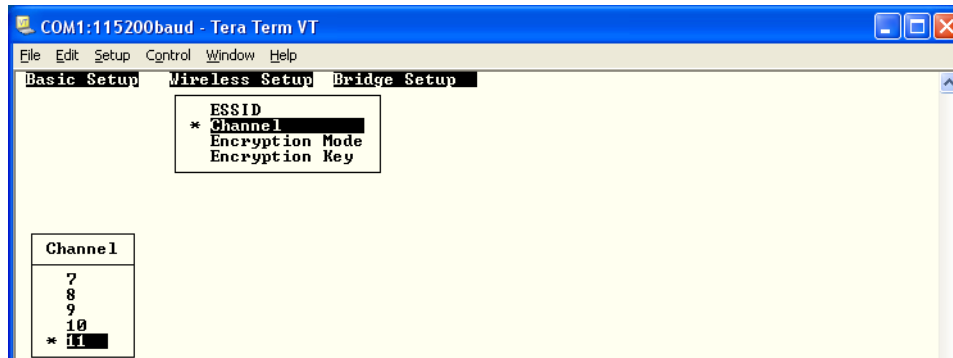 COM1:115200baud - Tera Term VT
File Edit Setup Control Window Help
Basic Setup Wireless Setup Bridge Setup
ESSID
* Channel
Encryption Mode
Encryption Key
Channel
7
8
9
10
* 11